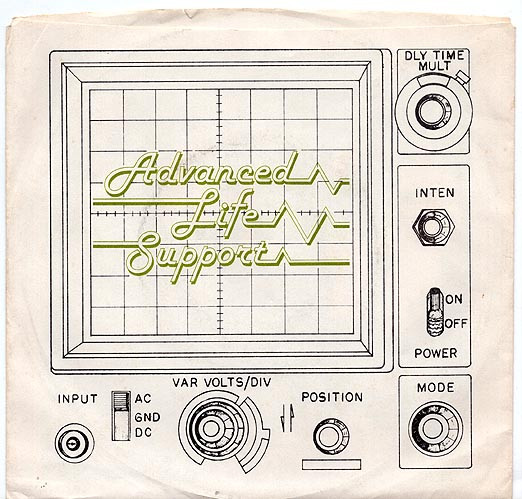 DLY TIME
MULT
Advanced
Life
Support
INTEN
ON
OFF
POWER
VAR VOLTS/DIV
INPUT
AC
GND
DC
POSITION
MODE